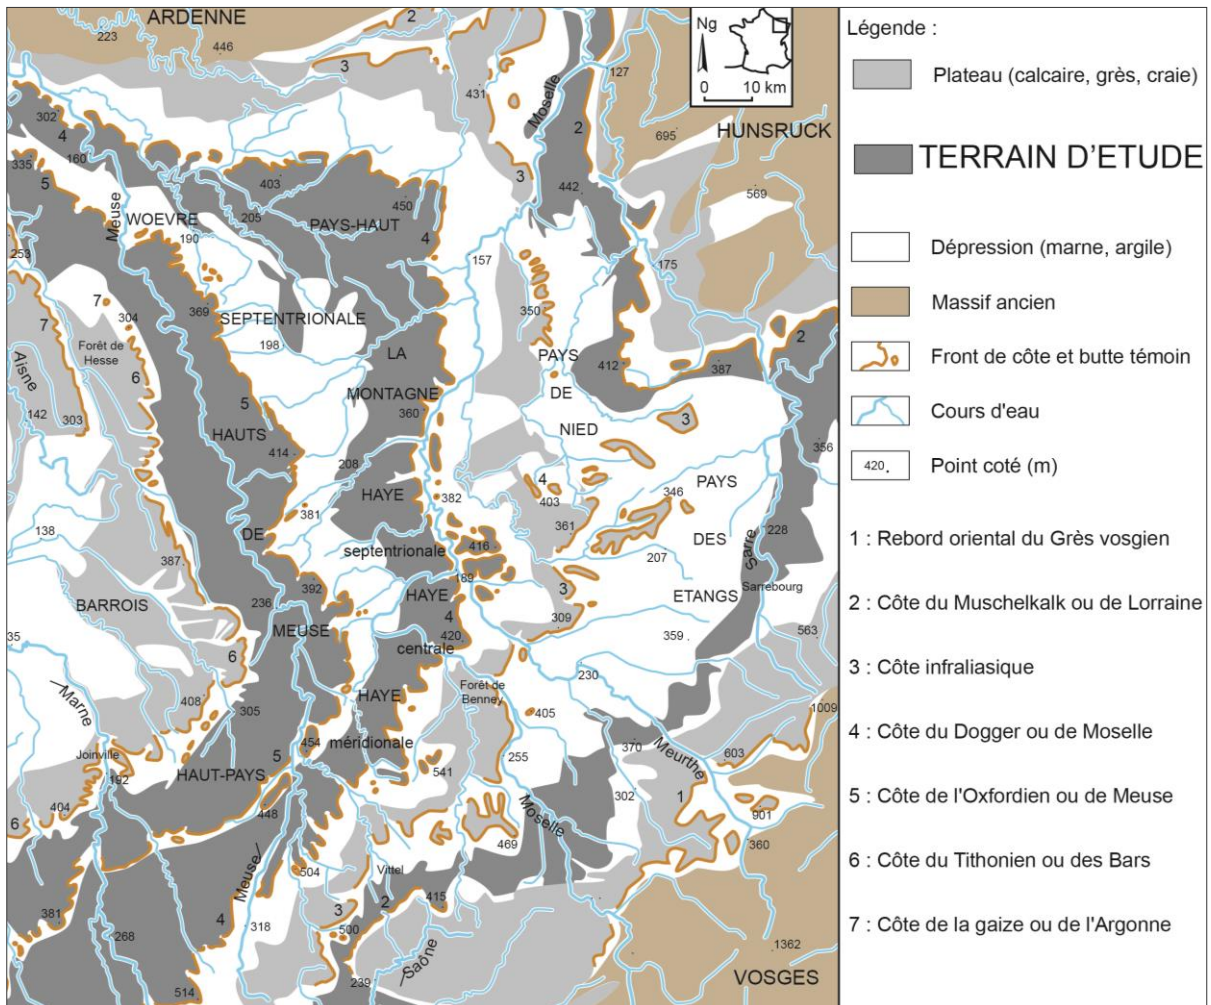 ARDENNE
223
446
2
3
431
Moselle
127
Ng
0 10 km
695
HUNSRUCK
302
4
160
335
5
403
450
442
2
3
569
Meuse
WOEVRE
190
205
PAYS-HAUT
4
253
157
175
7
304
369
SEPTENTRIONALE
198
350
7
Forêt de
Hesse
6
LA
PAYS
412
387
2
Aisne
142
303
5
MONTAGNE
360
DE
3
HAUTS
414
208
NIED
356
4
403
PAYS
346
HAYE
382
381
361
138
DE
septentrionale
416
DES
228
207
Sarre
387
392
189
3
Sarrebourg
BARROIS
236
HAYE
4
309
ETANGS
35
MEUSE
420
centrale
359
563
6
230
Marne
408
305
HAYE
Forêt de
Benney
405
1009
Joinville
192
5
454
méridionale
255
370
Meurthe
603
HAUT-PAYS
541
302
1
404
448
Moselle
901
6
469
360
Meuse
504
Vittel
381
4
2
415
268
318
3
500
1362
Saône
239
VOSGES
514
Légende :
Plateau (calcaire, grès, craie)
TERRAIN D'ETUDE
Dépression (marne, argile)
Massif ancien
Front de côte et butte témoin
Cours d'eau
420. Point coté (m)
1 : Rebord oriental du Grès vosgien
2 : Côte du Muschelkalk ou de Lorraine
3 : Côte infraliasique
4 : Côte du Dogger ou de Moselle
5 : Côte de l'Oxfordien ou de Meuse
6 : Côte du Tithonien ou des Bars
7 : Côte de la gaize ou de l'Argonne